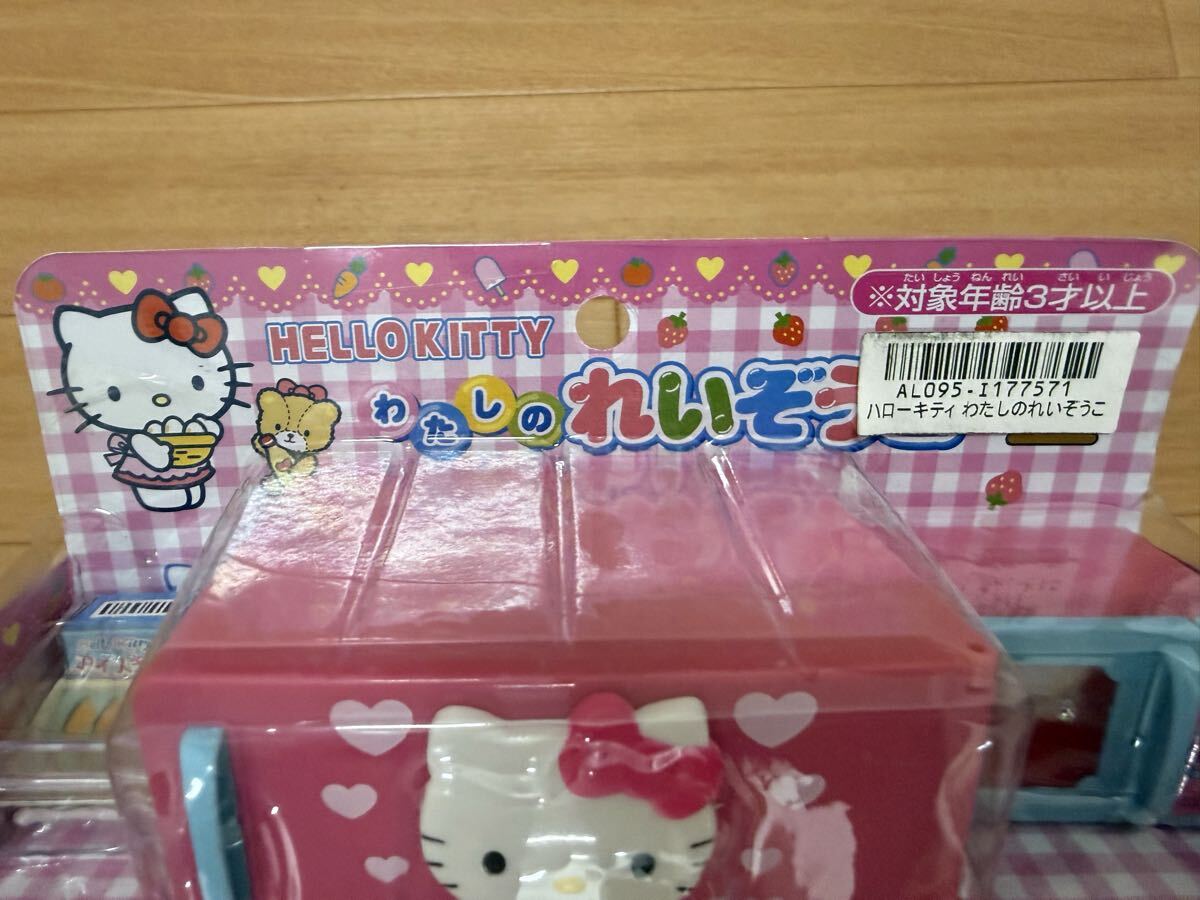 ※対象年齢3才以上
たいしょうねんれい さいいじょう
HELLO KITTY
わたしのれいぞう
AL095-I177571
ハローキティ わたしのれいぞうこ